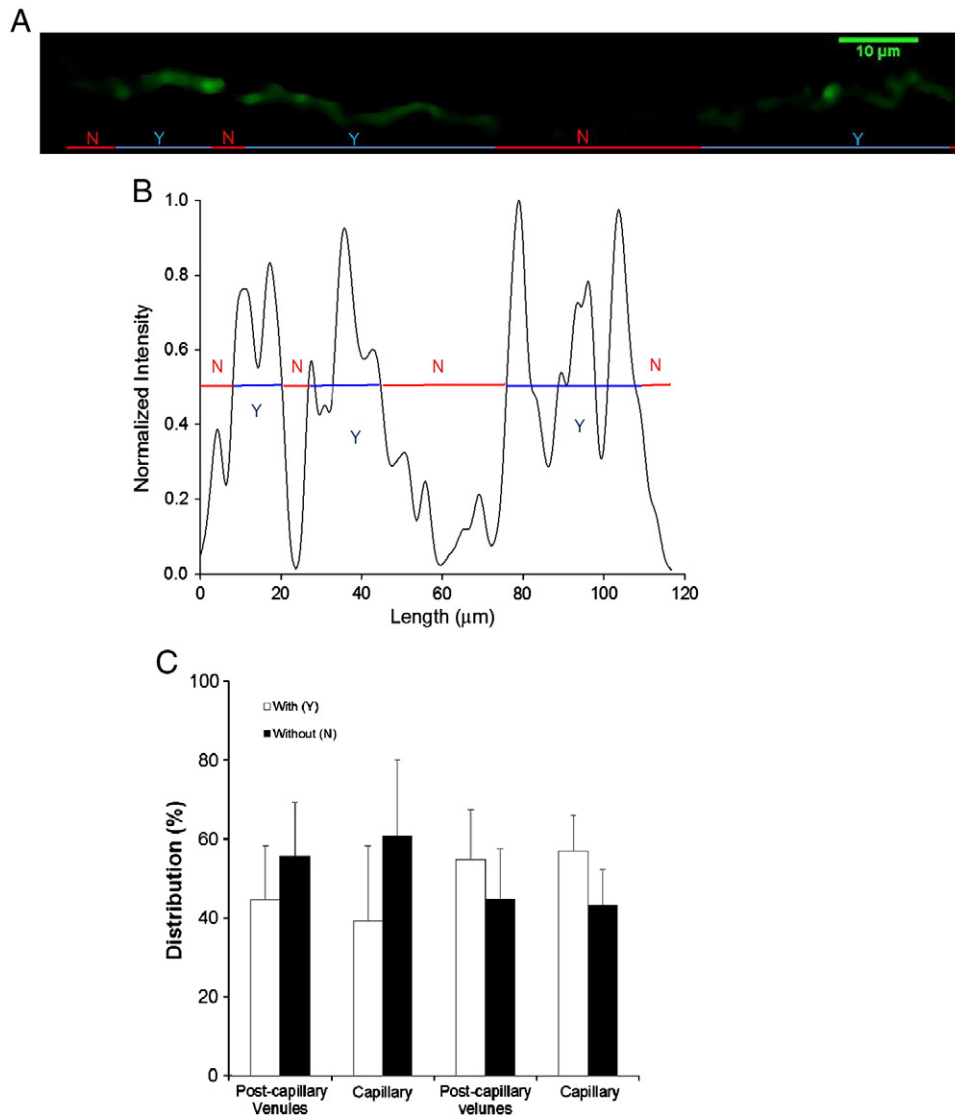 A
10 µm
N Y N Y N Y
B
1.0
0.8
0.6
0.4
0.2
0.0
Normalized Intensity
N N N N
Y Y Y
0 20 40 60 80 100 120
Length (µm)
C
100
80
60
40
20
0
Distribution (%)
With (Y)
Without (N)
Post-capillary Capillary Post-capillary Capillary
Venules velunes